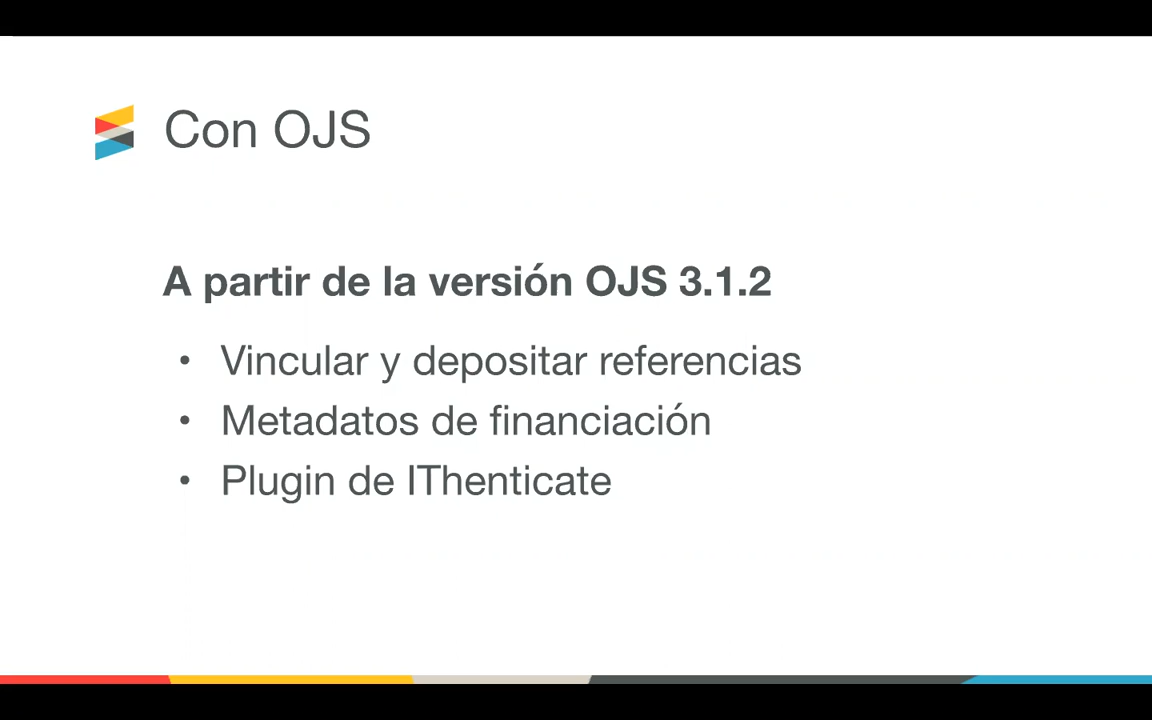 Con OJS
A partir de la versión OJS 3.1.2
• Vincular y depositar referencias
• Metadatos de financiación
• Plugin de IThenticate